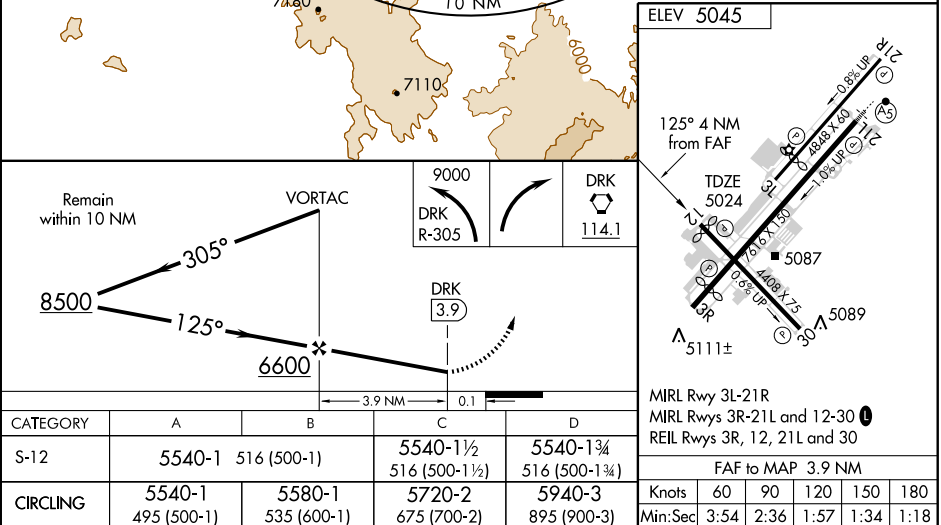 10 NM
7110
6000
Remain
within 10 NM
VORTAC
305°
8500
125°
6600
9000
DRK
R-305
DRK
114.1
DRK
3.9
3.9 NM
0.1
CATEGORY A B C D
S-12 5540-1 516 (500-1) 5540-1½ 516 (500-1½) 5540-1¾ 516 (500-1¾)
CIRCLING 5540-1 495 (500-1) 5580-1 535 (600-1) 5720-2 675 (700-2) 5940-3 895 (900-3)
ELEV 5045
21R
0.8% UP
P
A5
4848 X 60
P
21L
P
125° 4 NM
from FAF
3L
1.0% UP
TDZE
5024
12
P
7616 X 150
5087
P
0.6% UP
4408 X 75
3R
30
P
5089
5111±
MIRL Rwy 3L-21R
MIRL Rwys 3R-21L and 12-30 L
REIL Rwys 3R, 12, 21L and 30
FAF to MAP 3.9 NM
Knots 60 90 120 150 180
Min:Sec 3:54 2:36 1:57 1:34 1:18